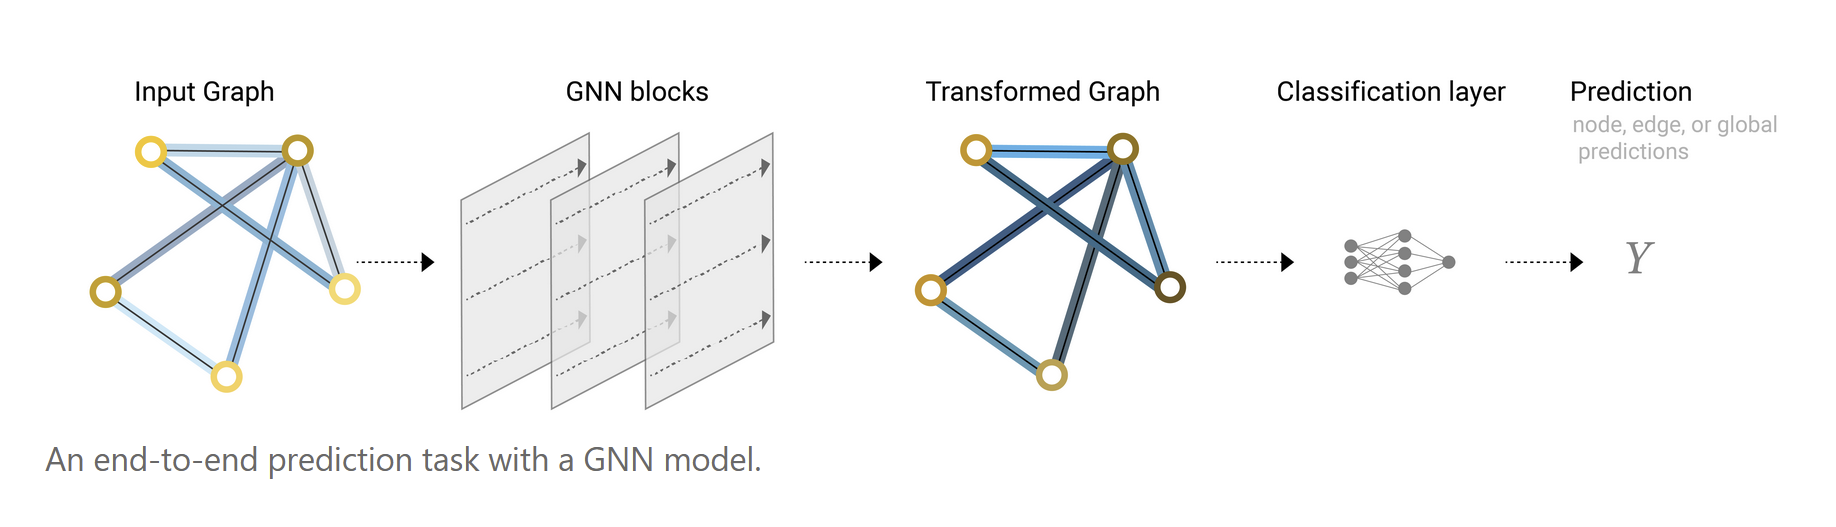 Input Graph
GNN blocks
Transformed Graph
Classification layer
Prediction
node, edge, or global
predictions
Y
An end-to-end prediction task with a GNN model.